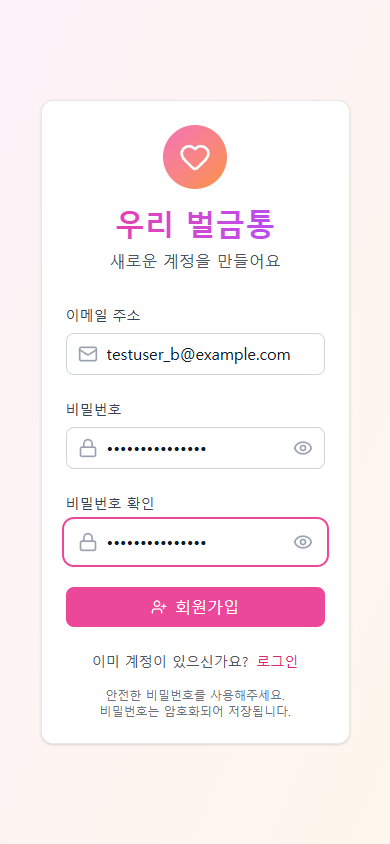 우리 벌금통
새로운 계정을 만들어요
이메일 주소
testuser_b@example.com
비밀번호
•••••••••••••••
비밀번호 확인
•••••••••••••••
회원가입
이미 계정이 있으신가요? 로그인
안전한 비밀번호를 사용해주세요.
비밀번호는 암호화되어 저장됩니다.